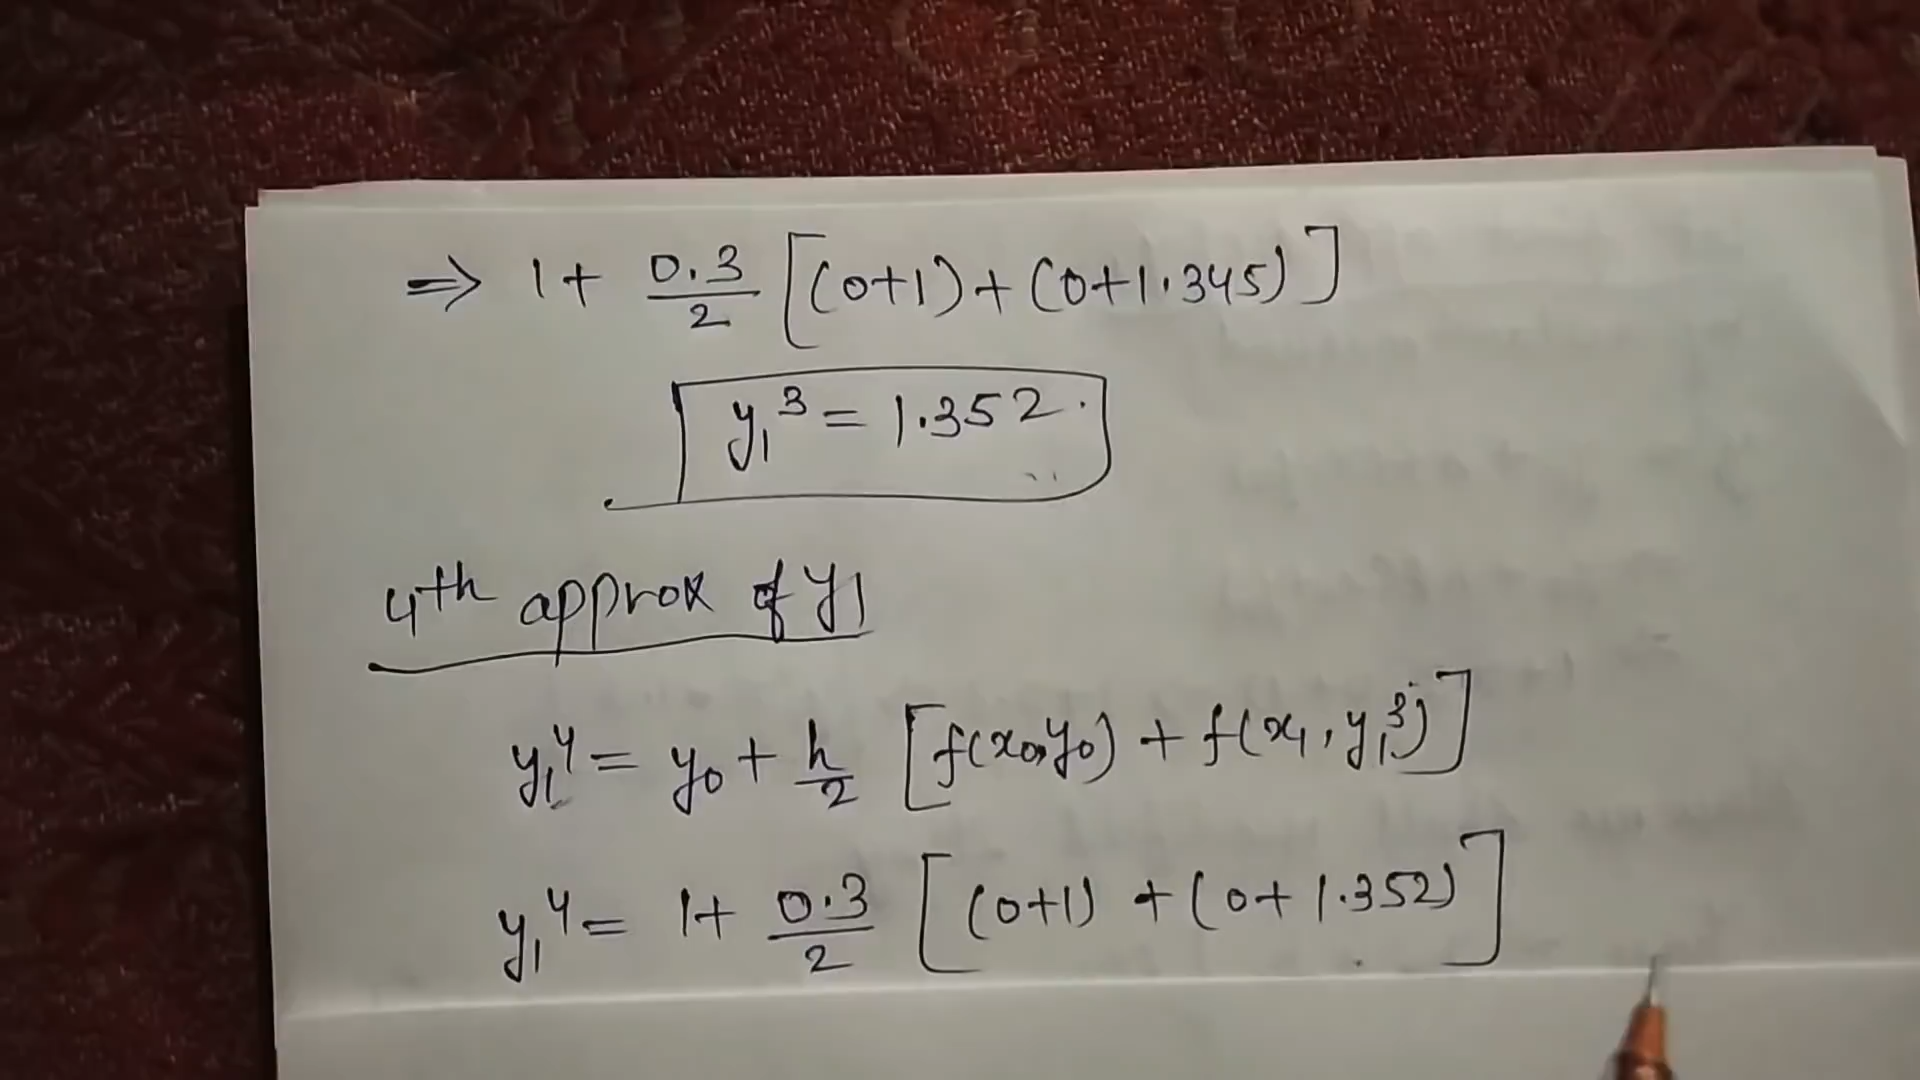 ⇒ 1 + 0.3/2 [(0+1) + (0+1.345)]
y₁³ = 1.352.
4th approx of y1
y₁⁴ = y₀ + h/2 [f(x₀,y₀) + f(x₁, y₁³)]
y₁⁴ = 1 + 0.3/2 [(0+1) + (0+1.352)]